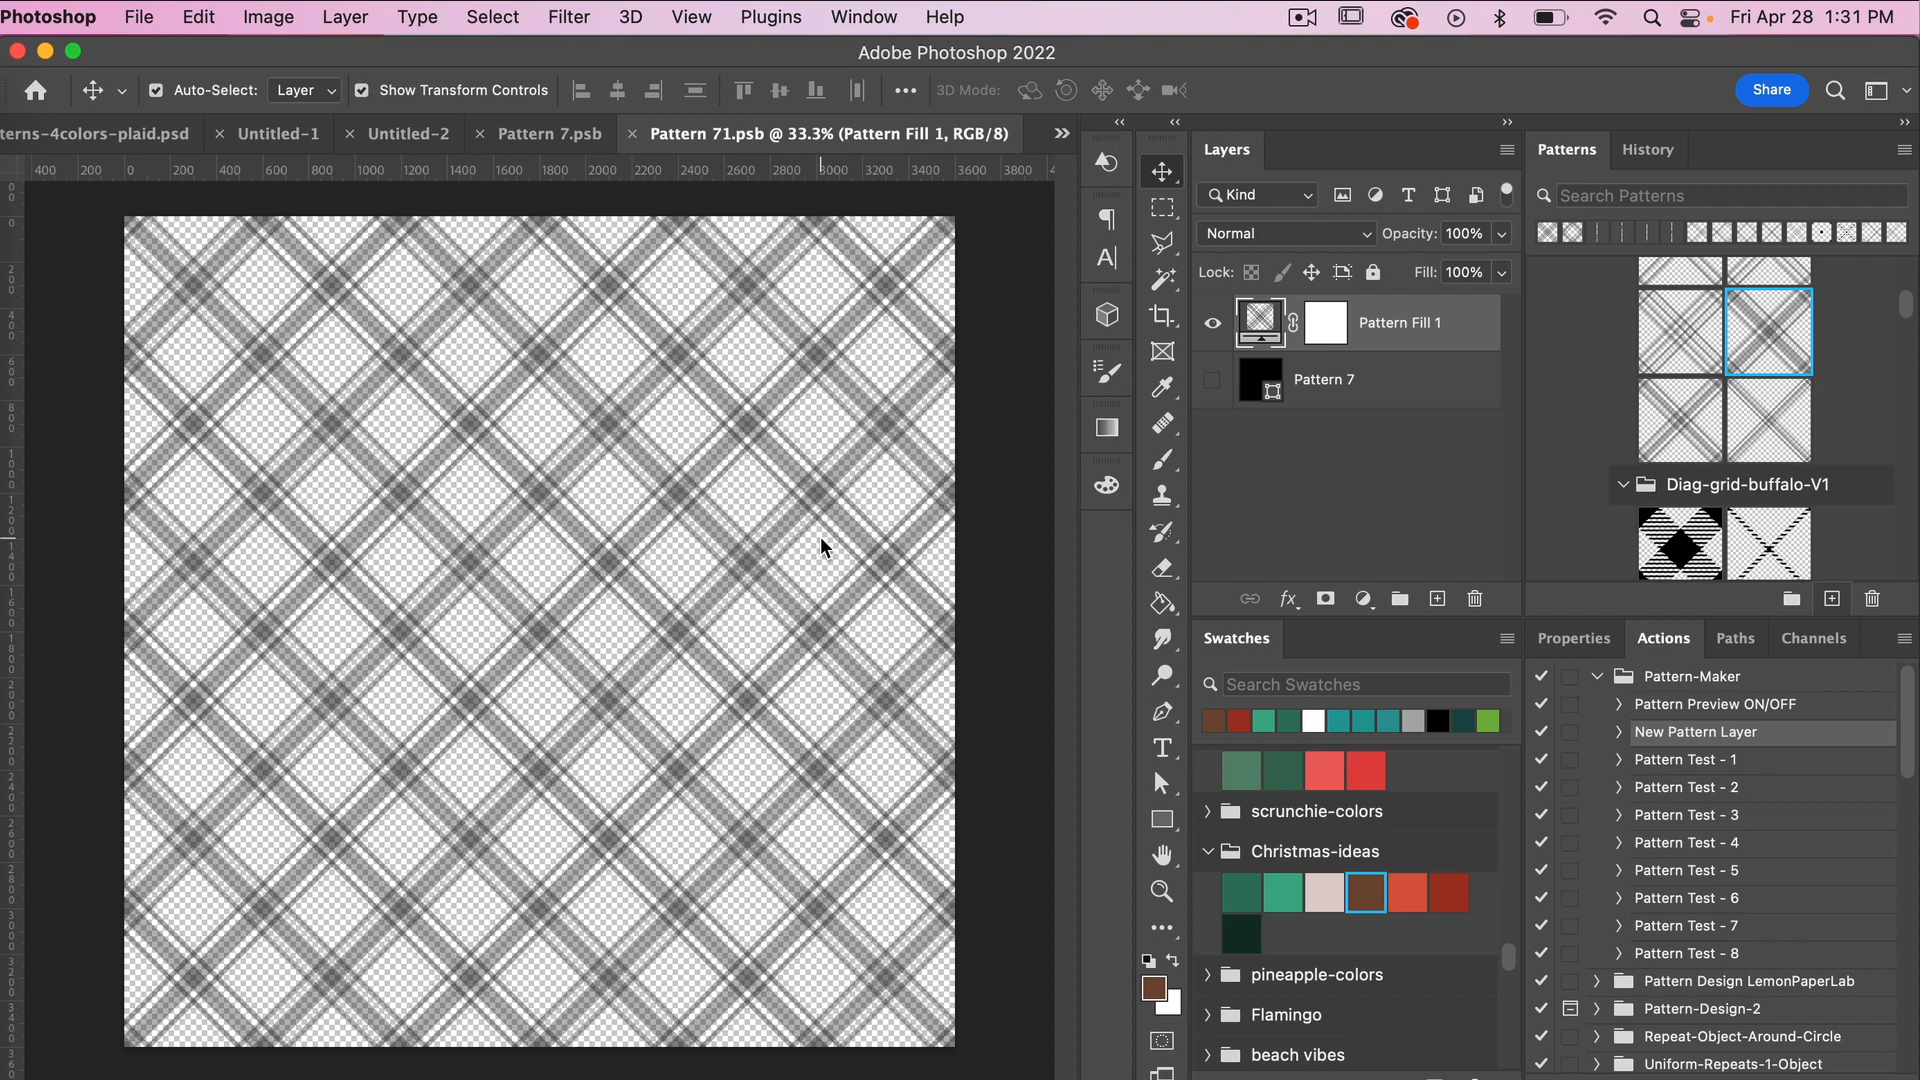 Photoshop File Edit Image Layer Type Select Filter 3D View Plugins Window Help Fri Apr 28 1:31 PM
Adobe Photoshop 2022
Auto-Select: Layer Show Transform Controls 3D Mode: Share
terns-4colors-plaid.psd Untitled-1 Untitled-2 Pattern 7.psb Pattern 71.psb @ 33.3% (Pattern Fill 1, RGB/8)
400 200 0 200 400 600 800 1000 1200 1400 1600 1800 2000 2200 2400 2600 2800 3000 3200 3400 3600 3800
Layers
Kind
Normal Opacity: 100%
Lock: Fill: 100%
Pattern Fill 1
Pattern 7
fx
Patterns History
Search Patterns
Diag-grid-buffalo-V1
Swatches
Search Swatches
scrunchie-colors
Christmas-ideas
pineapple-colors
Flamingo
beach vibes
Properties Actions Paths Channels
Pattern-Maker
Pattern Preview ON/OFF
New Pattern Layer
Pattern Test - 1
Pattern Test - 2
Pattern Test - 3
Pattern Test - 4
Pattern Test - 5
Pattern Test - 6
Pattern Test - 7
Pattern Test - 8
Pattern Design LemonPaperLab
Pattern-Design-2
Repeat-Object-Around-Circle
Uniform-Repeats-1-Object